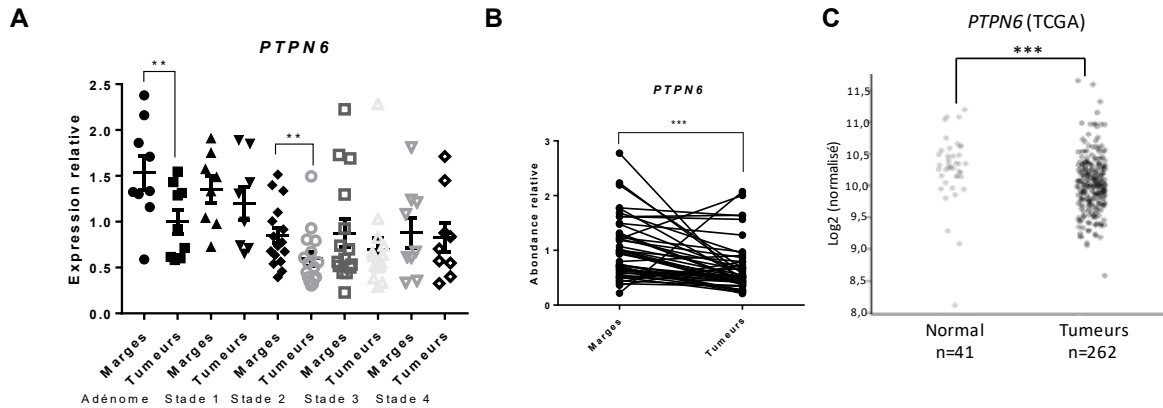 A
PTPN6
**
**
Expression relative
2.5
2.0
1.5
1.0
0.5
0.0
Marges
Tumeurs
Marges
Tumeurs
Marges
Tumeurs
Marges
Tumeurs
Marges
Tumeurs
Adénome Stade 1 Stade 2 Stade 3 Stade 4
B
PTPN6
***
Abondance relative
3
2
1
0
Marges
Tumeurs
C
PTPN6 (TCGA)
***
Log2 (normalisé)
11,5
11,0
10,5
10,0
9,5
9,0
8,5
8,0
Normal
n=41
Tumeurs
n=262